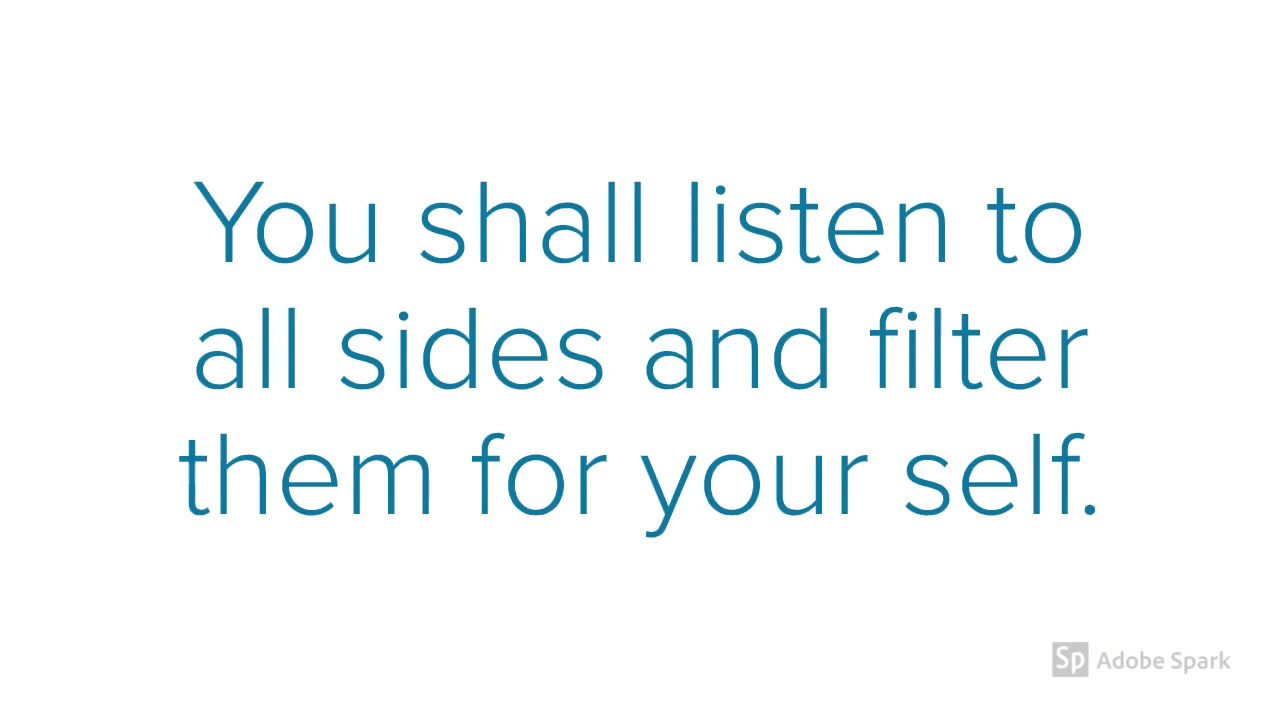 You shall listen to
all sides and filter
them for your self.
Sp Adobe Spark